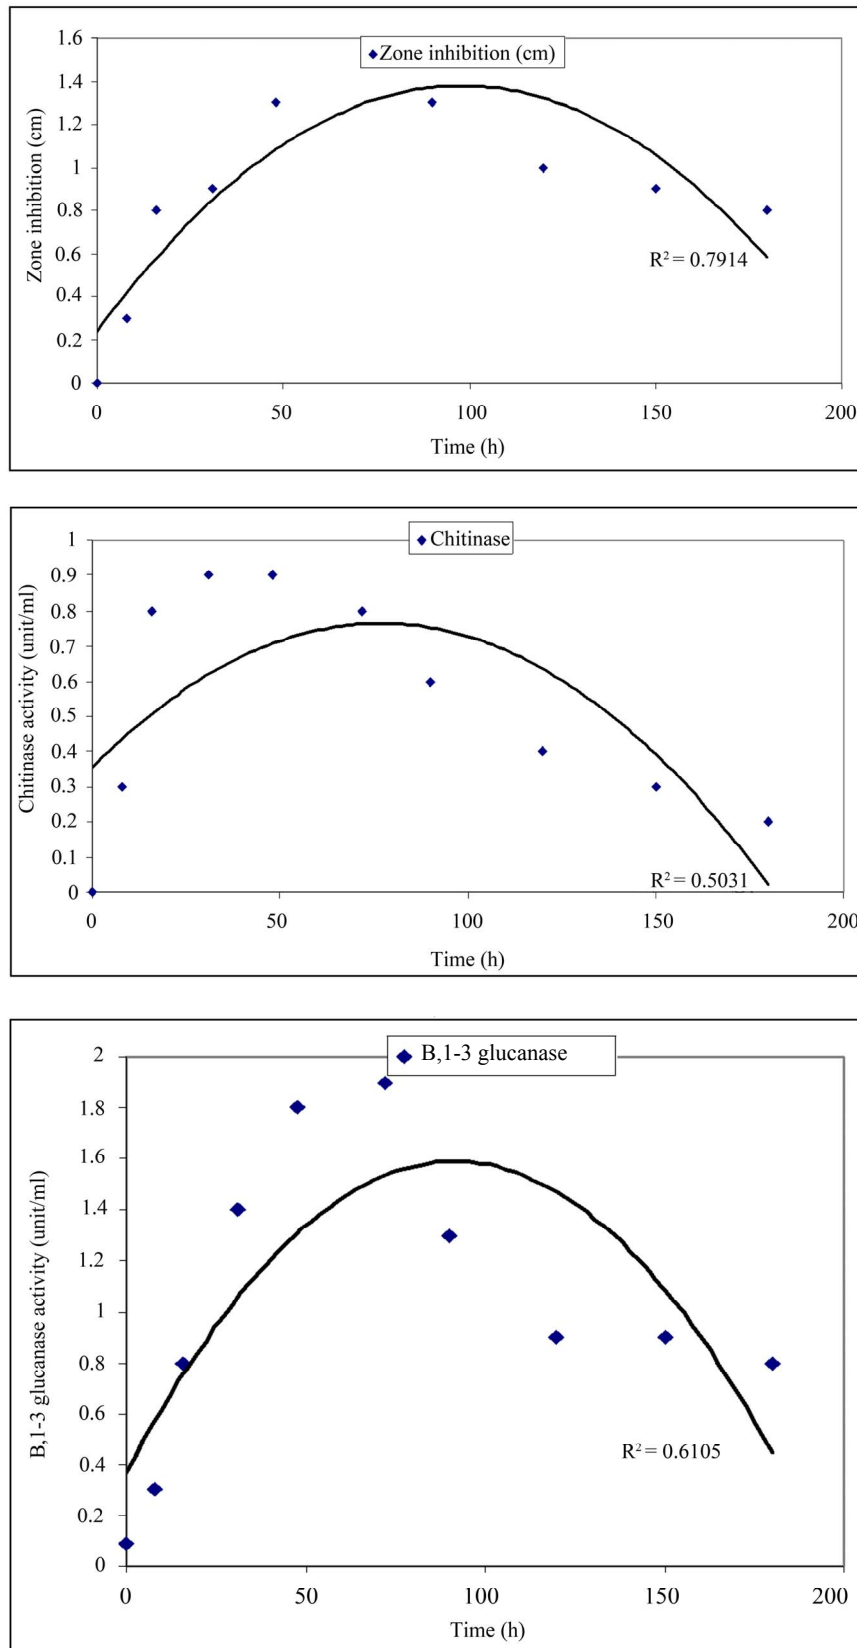 Zone inhibition (cm)
1.6
1.4
1.2
1
0.8
0.6
0.4
0.2
0
Zone inhibition (cm)
R² = 0.7914
0 50 100 150 200
Time (h)
Chitinase
1
0.9
0.8
0.7
0.6
0.5
0.4
0.3
0.2
0.1
0
Chitinase activity (unit/ml)
R² = 0.5031
0 50 100 150 200
Time (h)
B,1-3 glucanase
2
1.8
1.6
1.4
1.2
1
0.8
0.6
0.4
0.2
0
B,1-3 glucanase activity (unit/ml)
R² = 0.6105
0 50 100 150 200
Time (h)